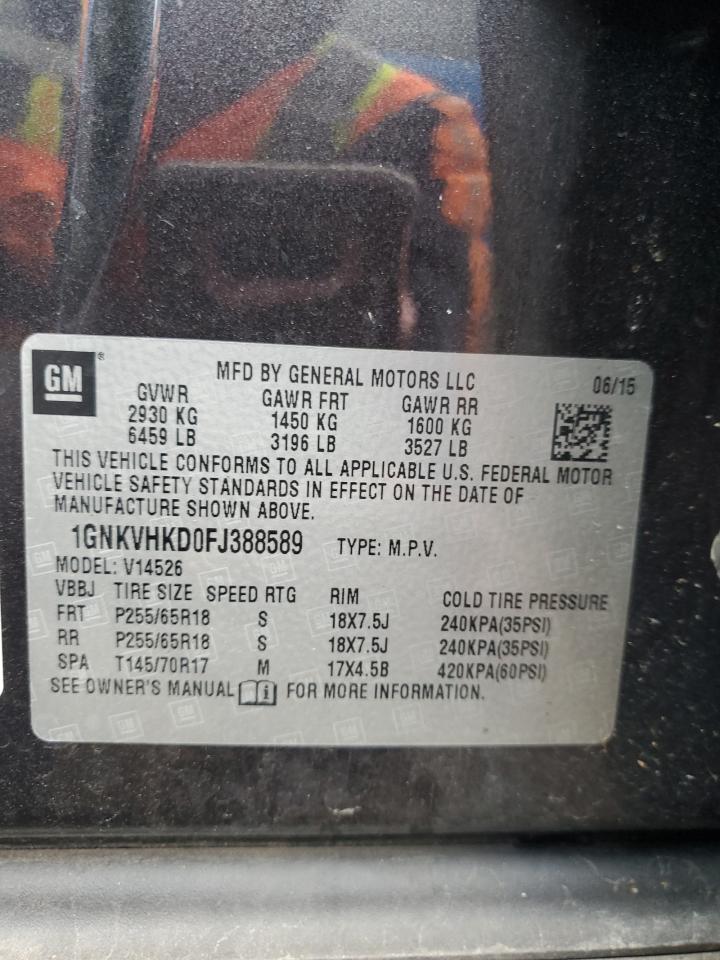 GM
®
MFD BY GENERAL MOTORS LLC 06/15
GVWR GAWR FRT GAWR RR
2930 KG 1450 KG 1600 KG
6459 LB 3196 LB 3527 LB
THIS VEHICLE CONFORMS TO ALL APPLICABLE U.S. FEDERAL MOTOR
VEHICLE SAFETY STANDARDS IN EFFECT ON THE DATE OF
MANUFACTURE SHOWN ABOVE.
1GNKVHKD0FJ388589 TYPE: M.P.V.
MODEL: V14526
VBBJ TIRE SIZE SPEED RTG RIM COLD TIRE PRESSURE
FRT P255/65R18 S 18X7.5J 240KPA(35PSI)
RR P255/65R18 S 18X7.5J 240KPA(35PSI)
SPA T145/70R17 M 17X4.5B 420KPA(60PSI)
SEE OWNER'S MANUAL i FOR MORE INFORMATION.